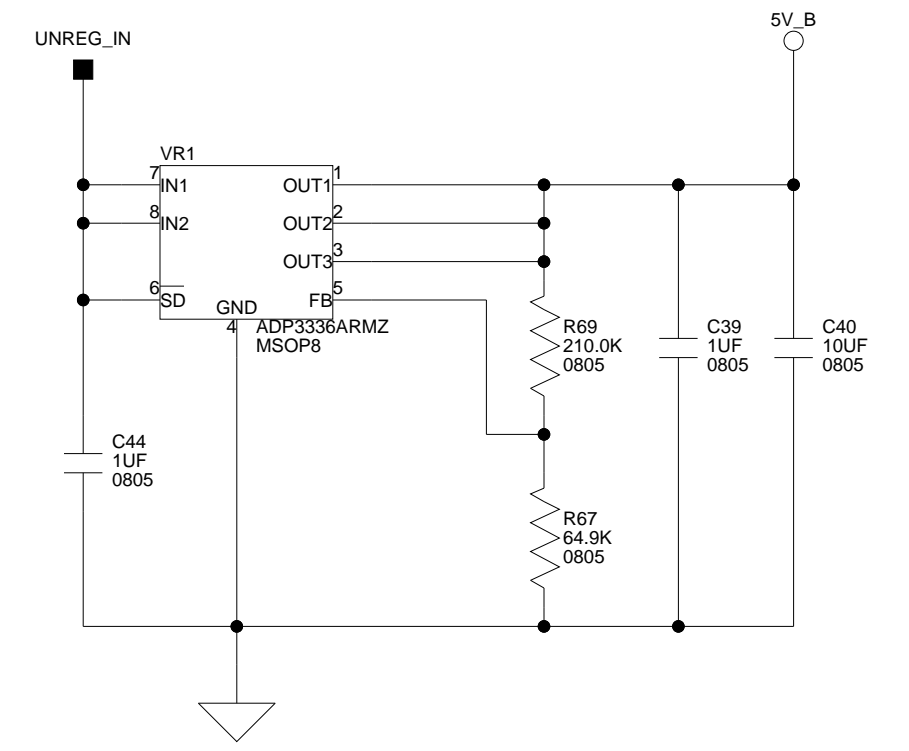 UNREG_IN
5V_B
VR1
7
IN1
8
IN2
6
SD
GND
4
OUT1
1
OUT2
2
OUT3
3
FB
5
ADP3336ARMZ
MSOP8
R69
210.0K
0805
C39
1UF
0805
C40
10UF
0805
C44
1UF
0805
R67
64.9K
0805